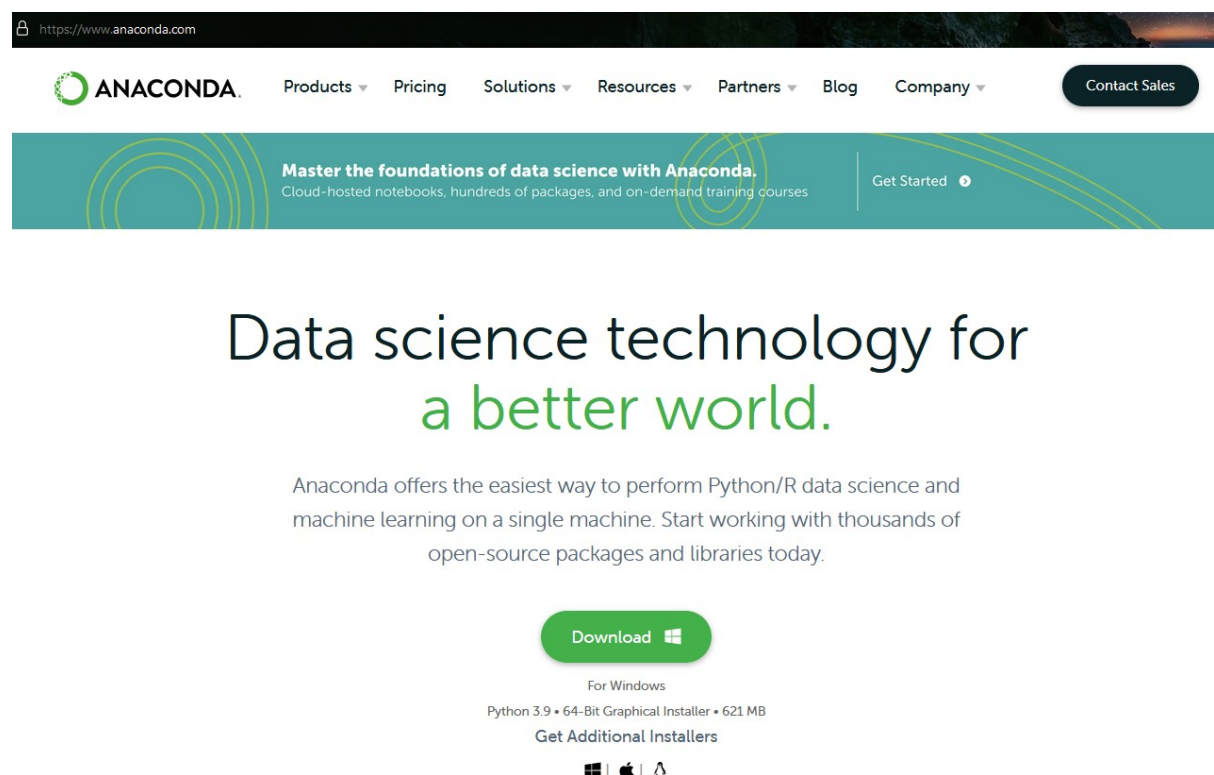 https://www.anaconda.com
ANACONDA.
Products Pricing Solutions Resources Partners Blog Company Contact Sales
Master the foundations of data science with Anaconda.
Cloud-hosted notebooks, hundreds of packages, and on-demand training courses
Get Started
Data science technology for
a better world.
Anaconda offers the easiest way to perform Python/R data science and
machine learning on a single machine. Start working with thousands of
open-source packages and libraries today.
Download
For Windows
Python 3.9 • 64-Bit Graphical Installer • 621 MB
Get Additional Installers